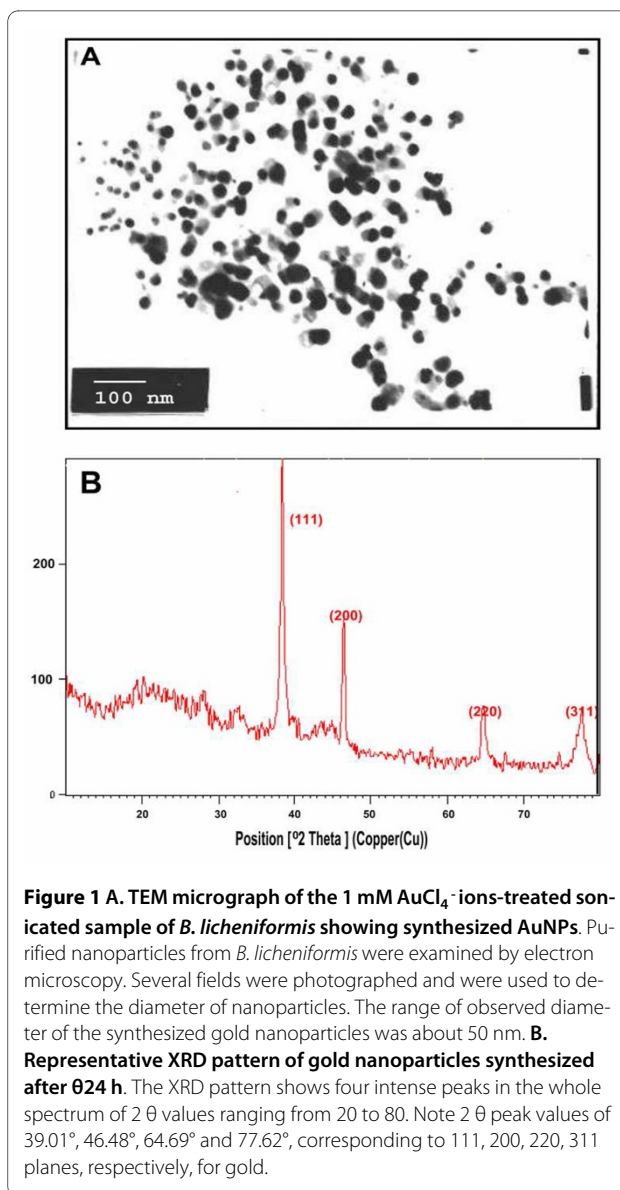 A
100 nm
B
(111)
200
(200)
100
(220)
(311)
0
20 30 40 50 60 70
Position [º2 Theta ] (Copper(Cu))
Figure 1 A. TEM micrograph of the 1 mM AuCl₄⁻ ions-treated son-
icated sample of B. licheniformis showing synthesized AuNPs. Pu-
rified nanoparticles from B. licheniformis were examined by electron
microscopy. Several fields were photographed and were used to de-
termine the diameter of nanoparticles. The range of observed diame-
ter of the synthesized gold nanoparticles was about 50 nm. B.
Representative XRD pattern of gold nanoparticles synthesized
after θ24 h. The XRD pattern shows four intense peaks in the whole
spectrum of 2 θ values ranging from 20 to 80. Note 2 θ peak values of
39.01°, 46.48°, 64.69° and 77.62°, corresponding to 111, 200, 220, 311
planes, respectively, for gold.